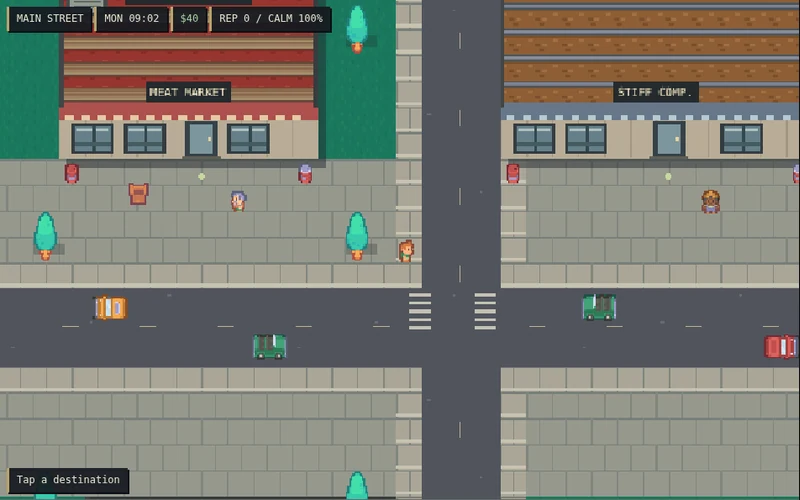 MAIN STREET
MON 09:02
$40
REP 0 / CALM 100%
MEAT MARKET
STIFF COMP.
Tap a destination